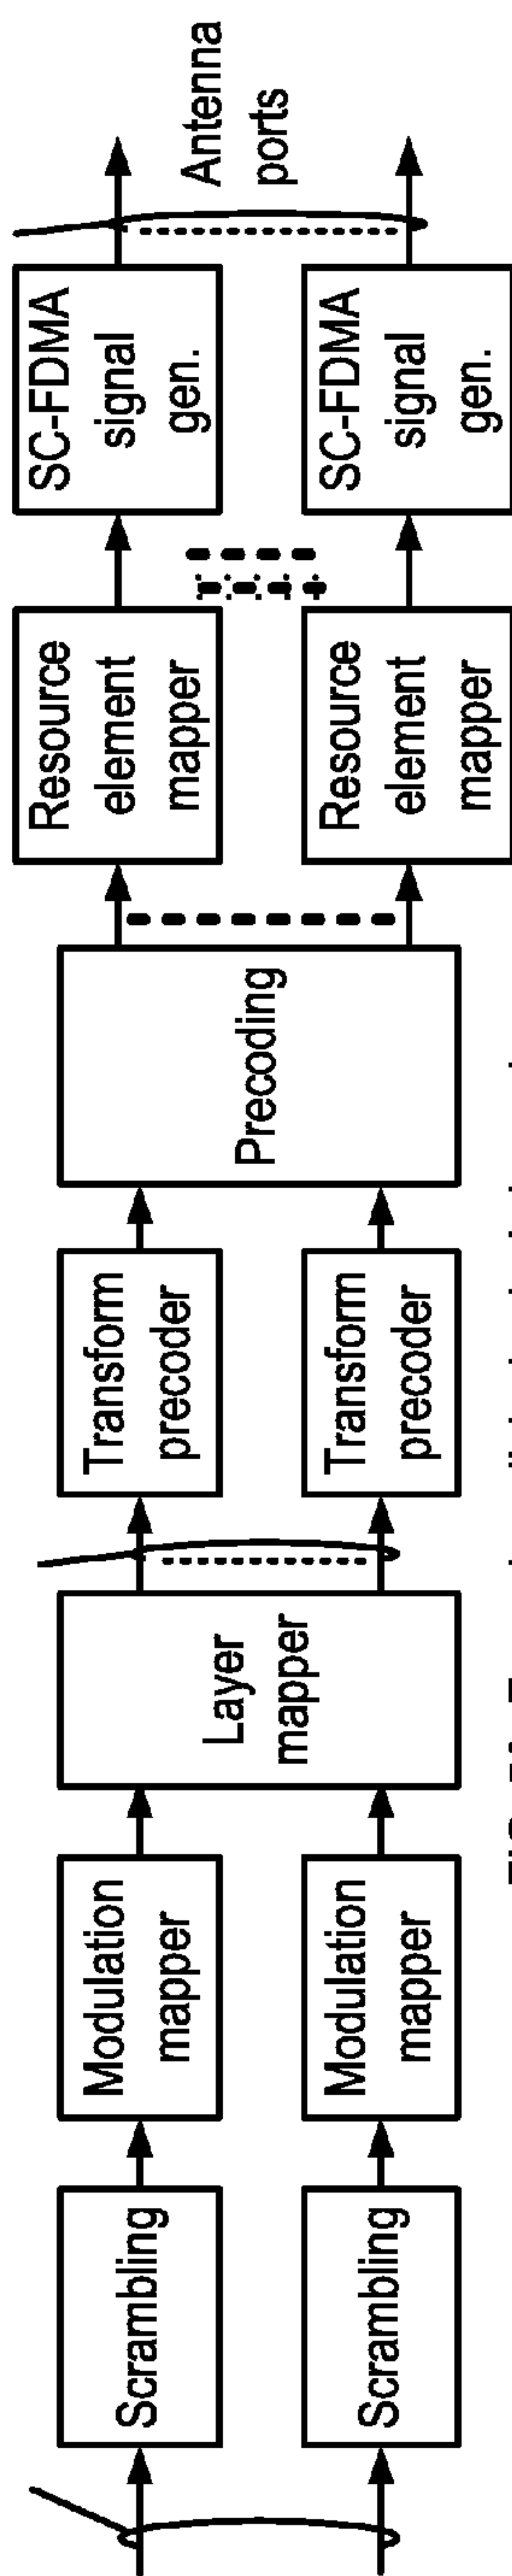 Scrambling
Scrambling
Modulation
mapper
Modulation
mapper
Layer
mapper
Transform
precoder
Transform
precoder
Precoding
Resource
element
mapper
Resource
element
mapper
SC-FDMA
signal
gen.
SC-FDMA
signal
gen.
Antenna
ports